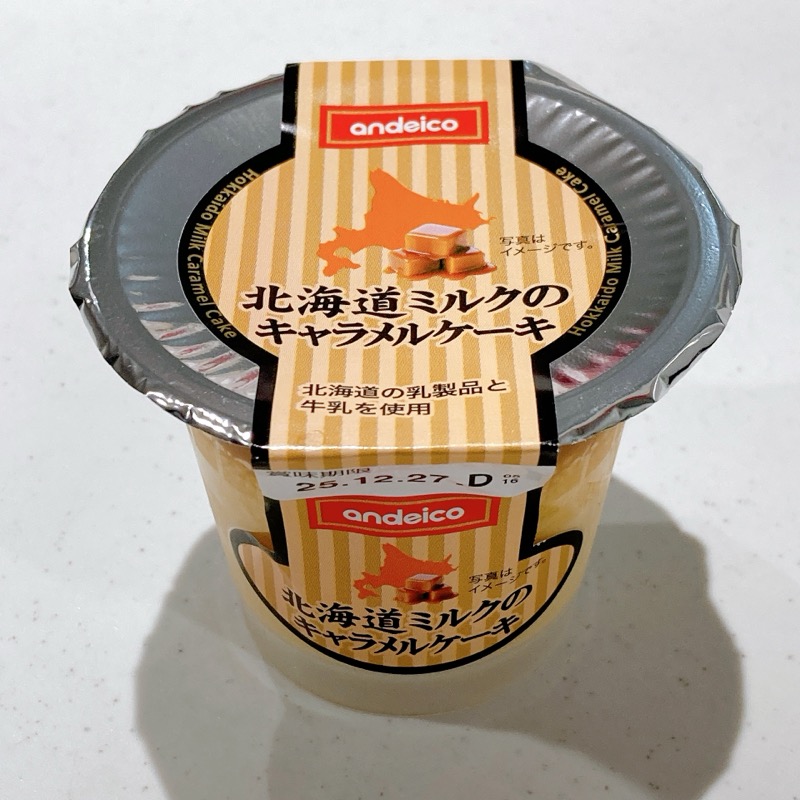 andeico
Hokkaido Milk Caramel Cake
Hokkaido Milk Caramel Cake
写真は
イメージです。
北海道ミルクの
キャラメルケーキ
北海道の乳製品と
牛乳を使用
賞味期限
25.12.27 D 05
16
andeico
写真は
イメージです。
北海道ミルクの
キャラメルケーキ